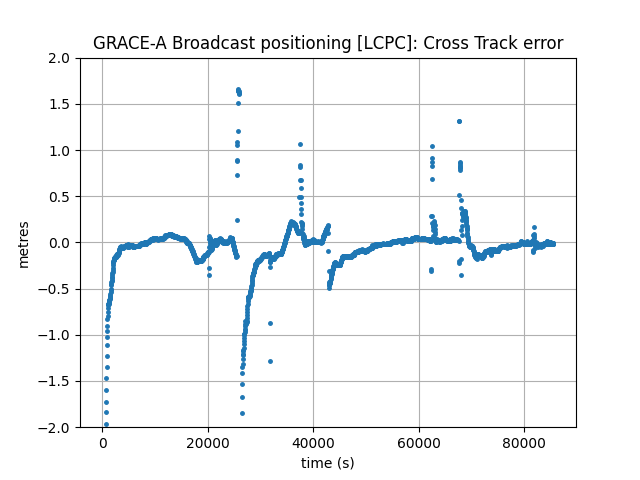 GRACE-A Broadcast positioning [LCPC]: Cross Track error
2.0
1.5
1.0
0.5
0.0
−0.5
−1.0
−1.5
−2.0
metres
0 20000 40000 60000 80000
time (s)